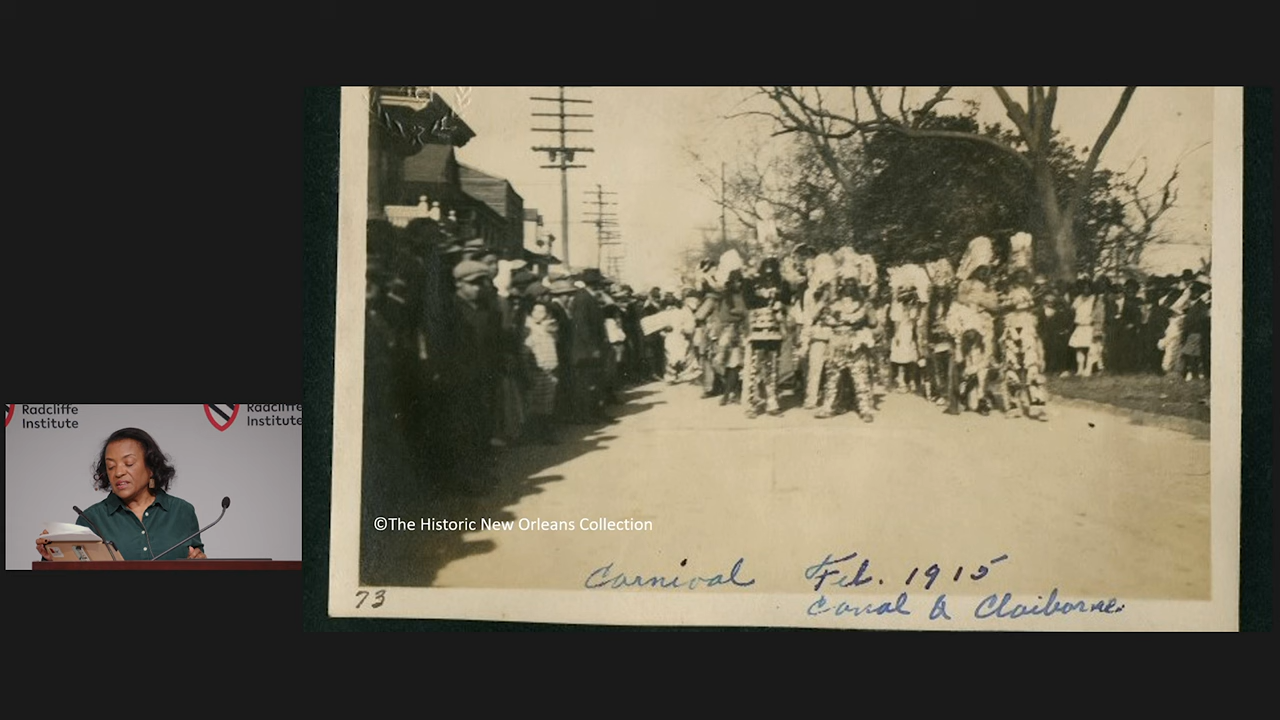 Radcliffe
Institute
Radcliffe
Institute
©The Historic New Orleans Collection
Carnival Feb. 1915
Canal & Claiborne.
73